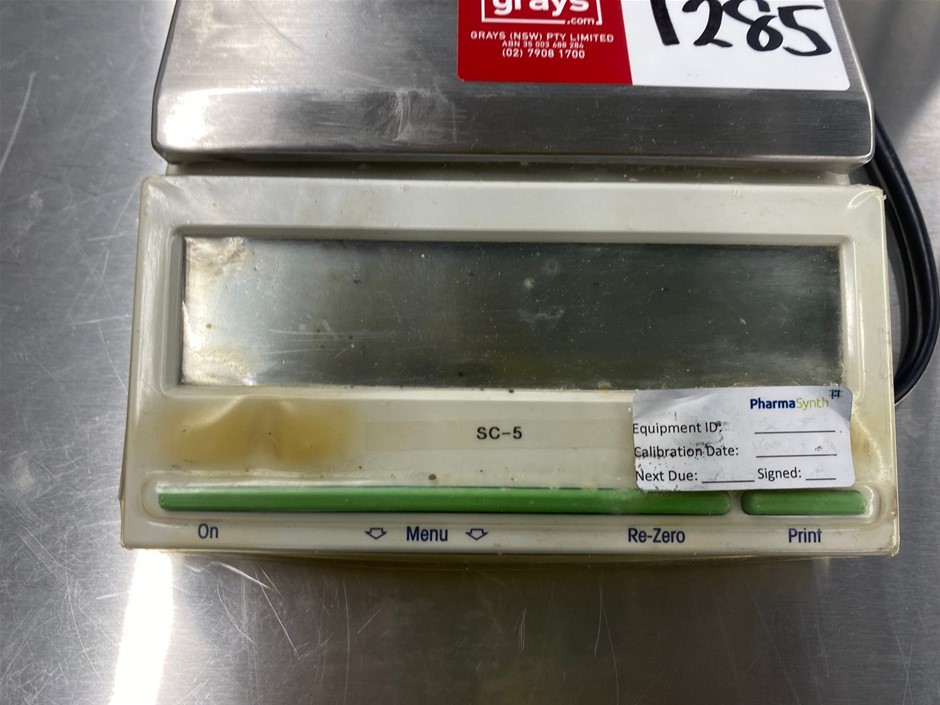 grays
.com
GRAYS (NSW) PTY LIMITED
ABN 35 003 688 284
(02) 7908 1700
1285
PharmaSynth
SC-5
Equipment ID:
Calibration Date:
Next Due: Signed:
On Menu Re-Zero Print